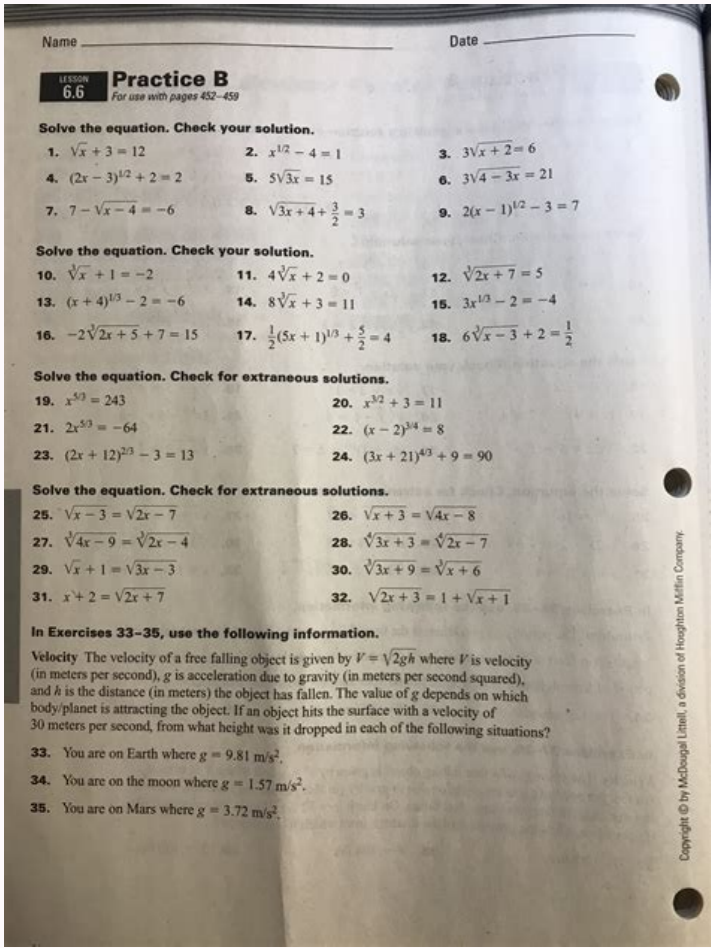 Name Date
LESSON 6.6 Practice B
For use with pages 452–459
Solve the equation. Check your solution.
1. √x + 3 = 12 2. x^1/2 − 4 = 1 3. 3√(x + 2) = 6
4. (2x − 3)^1/2 + 2 = 2 5. 5√(3x) = 15 6. 3√(4 − 3x) = 21
7. 7 − √(x − 4) = −6 8. √(3x + 4) + 3/2 = 3 9. 2(x − 1)^1/2 − 3 = 7
Solve the equation. Check your solution.
10. ∛x + 1 = −2 11. 4∛x + 2 = 0 12. ∛(2x + 7) = 5
13. (x + 4)^1/3 − 2 = −6 14. 8∛x + 3 = 11 15. 3x^1/3 − 2 = −4
16. −2∛(2x + 5) + 7 = 15 17. 1/2(5x + 1)^1/3 + 5/2 = 4 18. 6∛(x − 3) + 2 = 1/2
Solve the equation. Check for extraneous solutions.
19. x^5/3 = 243 20. x^3/2 + 3 = 11
21. 2x^5/3 = −64 22. (x − 2)^3/4 = 8
23. (2x + 12)^2/3 − 3 = 13 24. (3x + 21)^4/3 + 9 = 90
Solve the equation. Check for extraneous solutions.
25. √(x − 3) = √(2x − 7) 26. √(x + 3) = √(4x − 8)
27. ∛(4x − 9) = ∛(2x − 4) 28. ∜(3x + 3) = ∜(2x − 7)
29. √x + 1 = √(3x − 3) 30. ∛(3x + 9) = ∛(x + 6)
31. x + 2 = √(2x + 7) 32. √(2x + 3) = 1 + √(x + 1)
In Exercises 33–35, use the following information.
Velocity The velocity of a free falling object is given by V = √(2gh) where V is velocity
(in meters per second), g is acceleration due to gravity (in meters per second squared),
and h is the distance (in meters) the object has fallen. The value of g depends on which
body/planet is attracting the object. If an object hits the surface with a velocity of
30 meters per second, from what height was it dropped in each of the following situations?
33. You are on Earth where g = 9.81 m/s².
34. You are on the moon where g = 1.57 m/s².
35. You are on Mars where g = 3.72 m/s².
Copyright © by McDougal Littell, a division of Houghton Mifflin Company.